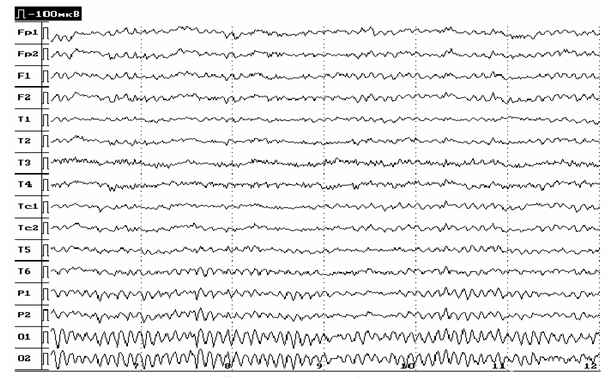 -100мкВ
Fp1
Fp2
F1
F2
T1
T2
T3
T4
Tc1
Tc2
T5
T6
P1
P2
O1
O2
7 8 9 10 11 12